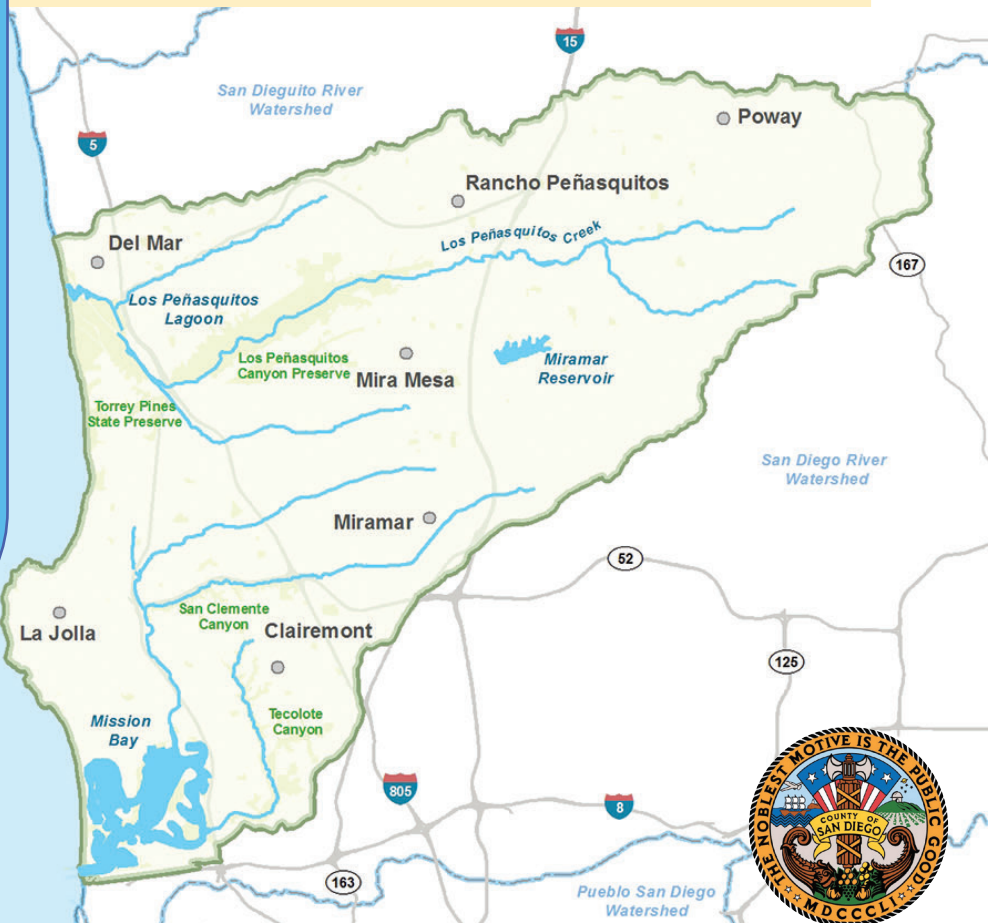 15
San Dieguito River
Watershed
Poway
5
Rancho Peñasquitos
Los Peñasquitos Creek
Del Mar
167
Los Peñasquitos
Lagoon
Los Peñasquitos
Canyon Preserve
Mira Mesa
Miramar
Reservoir
Torrey Pines
State Preserve
San Diego River
Watershed
Miramar
52
La Jolla
San Clemente
Canyon
Clairemont
125
Mission
Bay
Tecolote
Canyon
805
8
163
Pueblo San Diego
Watershed
THE NOBLEST MOTIVE IS THE PUBLIC GOOD
COUNTY OF
SAN DIEGO
MDCCCLI